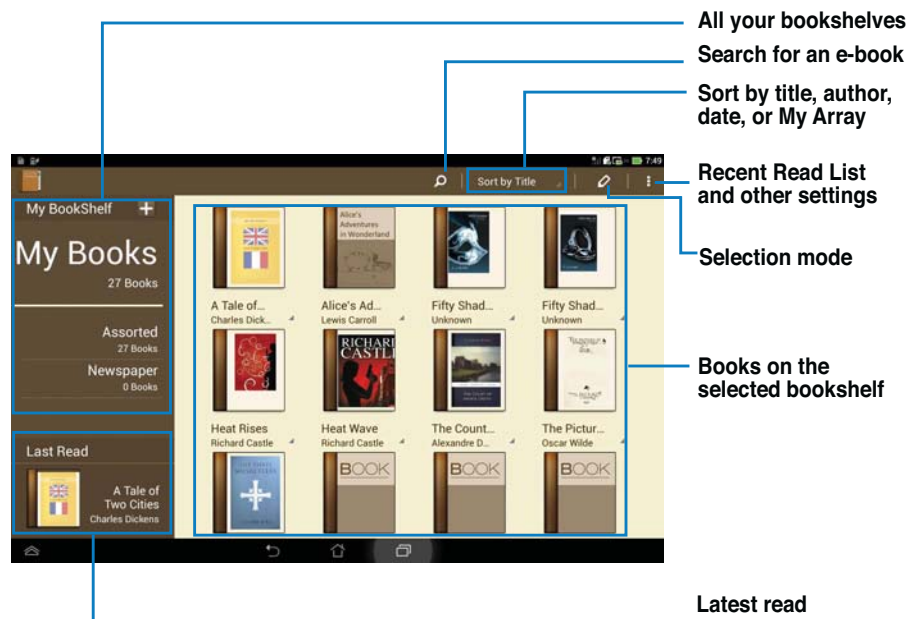 All your bookshelves
Search for an e-book
Sort by title, author,
date, or My Array
Recent Read List
and other settings
Selection mode
Books on the
selected bookshelf
Latest read
7:49
Sort by Title
My BookShelf +
My Books
27 Books
Assorted
27 Books
Newspaper
0 Books
Last Read
A Tale of
Two Cities
Charles Dickens
Alice's
Adventures
in Wonderland
A Tale of...
Charles Dick...
Alice's Ad...
Lewis Carroll
Fifty Shad...
Unknown
Fifty Shad...
Unknown
RICHARD
CASTLE
Heat Rises
Richard Castle
Heat Wave
Richard Castle
The Count...
Alexandre D...
The Pictur...
Oscar Wilde
BOOK
BOOK
BOOK